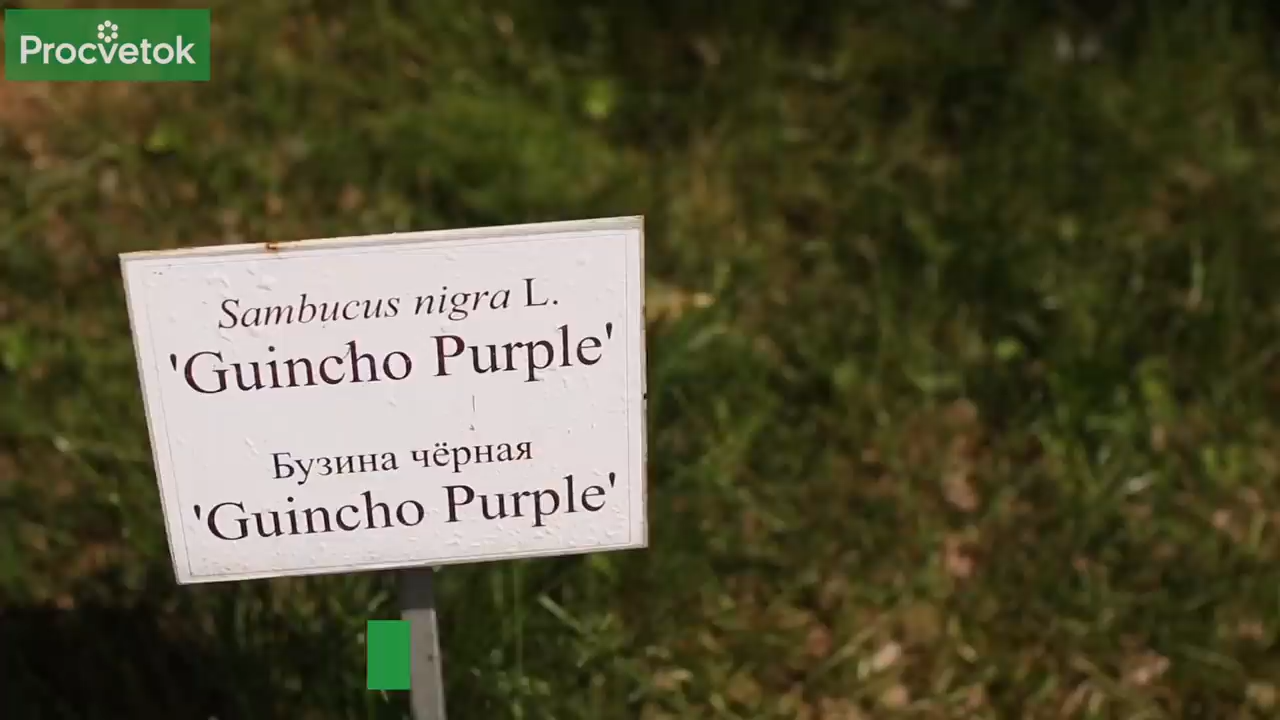 Procvetok
Sambucus nigra L.
'Guincho Purple'
Бузина чёрная
'Guincho Purple'